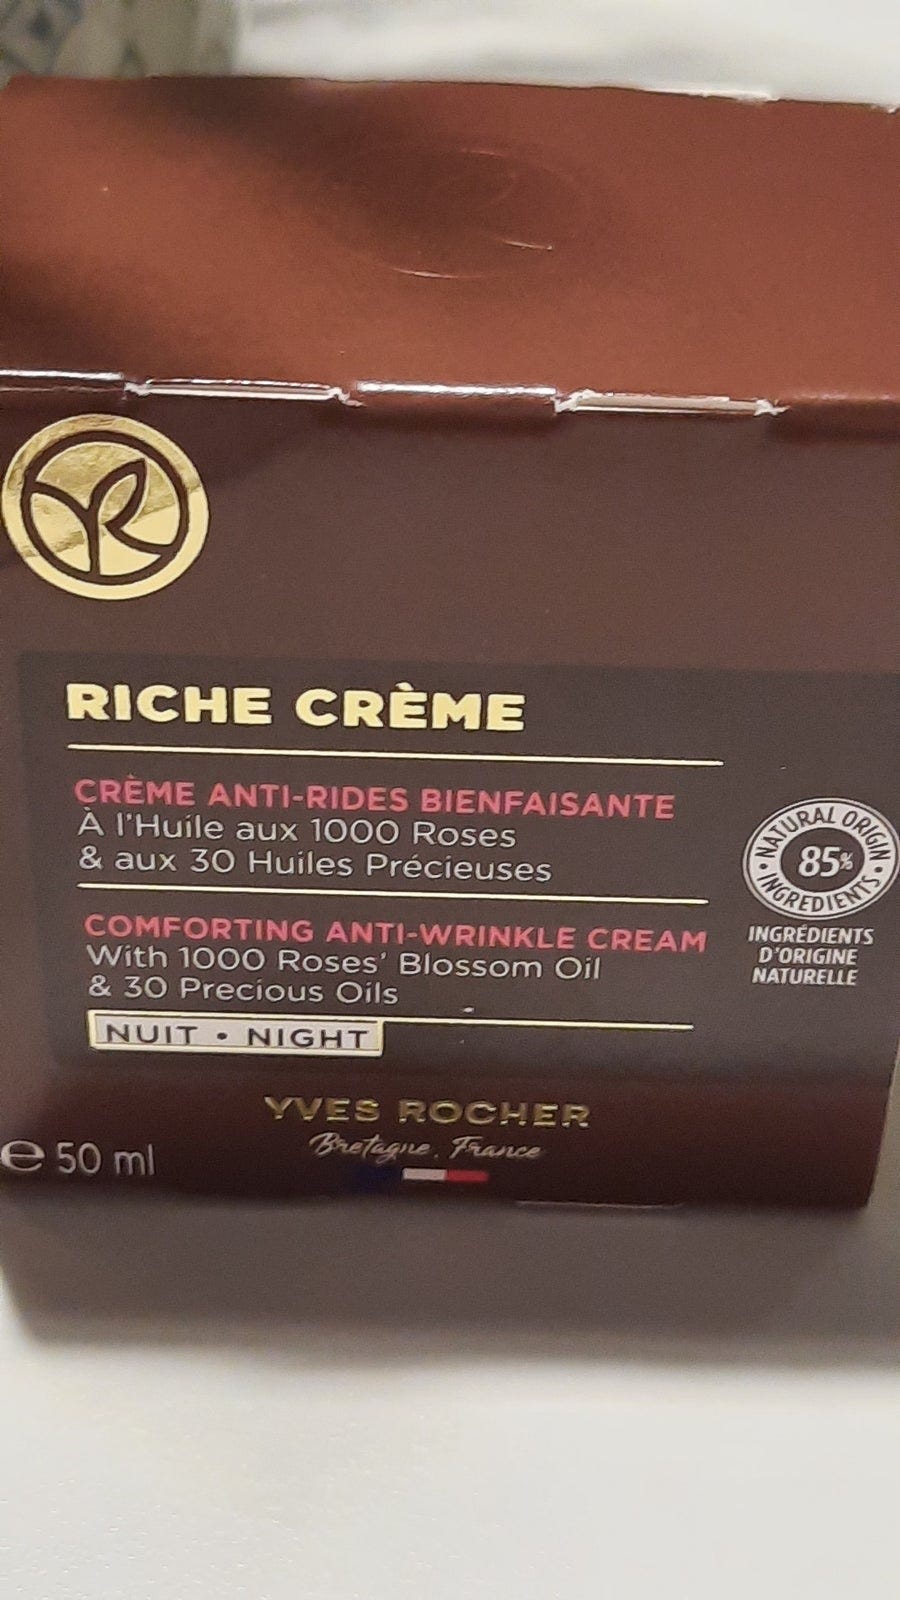 RICHE CRÈME
CRÈME ANTI-RIDES BIENFAISANTE
À l'Huile aux 1000 Roses
& aux 30 Huiles Précieuses
COMFORTING ANTI-WRINKLE CREAM
With 1000 Roses' Blossom Oil
& 30 Precious Oils
NUIT • NIGHT
NATURAL ORIGIN
85%
INGREDIENTS
INGRÉDIENTS
D'ORIGINE
NATURELLE
YVES ROCHER
Bretagne, France
e 50 ml